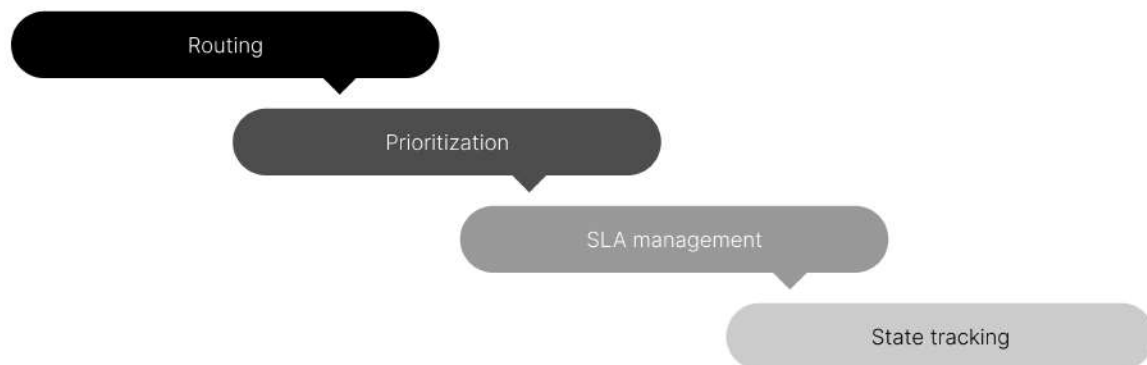 Routing
Prioritization
SLA management
State tracking